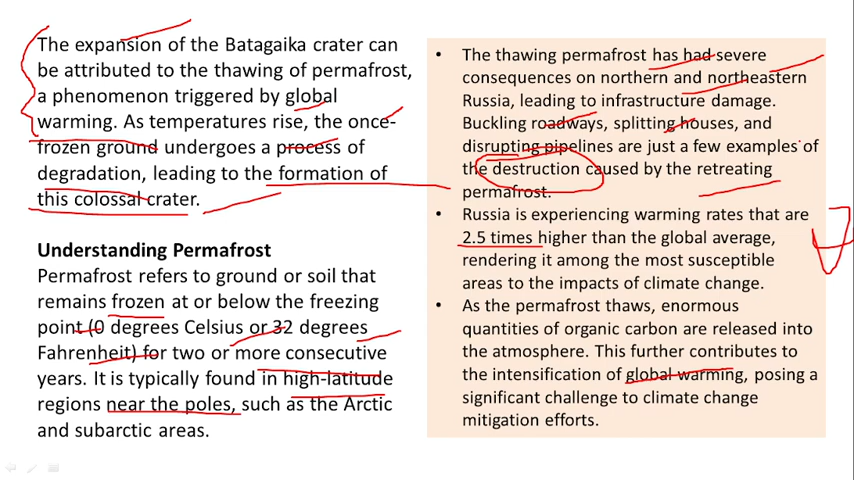 The expansion of the Batagaika crater can
be attributed to the thawing of permafrost,
a phenomenon triggered by global
warming. As temperatures rise, the once-
frozen ground undergoes a process of
degradation, leading to the formation of
this colossal crater.
Understanding Permafrost
Permafrost refers to ground or soil that
remains frozen at or below the freezing
point (0 degrees Celsius or 32 degrees
Fahrenheit) for two or more consecutive
years. It is typically found in high-latitude
regions near the poles, such as the Arctic
and subarctic areas.
• The thawing permafrost has had severe
consequences on northern and northeastern
Russia, leading to infrastructure damage.
Buckling roadways, splitting houses, and
disrupting pipelines are just a few examples of
the destruction caused by the retreating
permafrost.
• Russia is experiencing warming rates that are
2.5 times higher than the global average,
rendering it among the most susceptible
areas to the impacts of climate change.
• As the permafrost thaws, enormous
quantities of organic carbon are released into
the atmosphere. This further contributes to
the intensification of global warming, posing a
significant challenge to climate change
mitigation efforts.